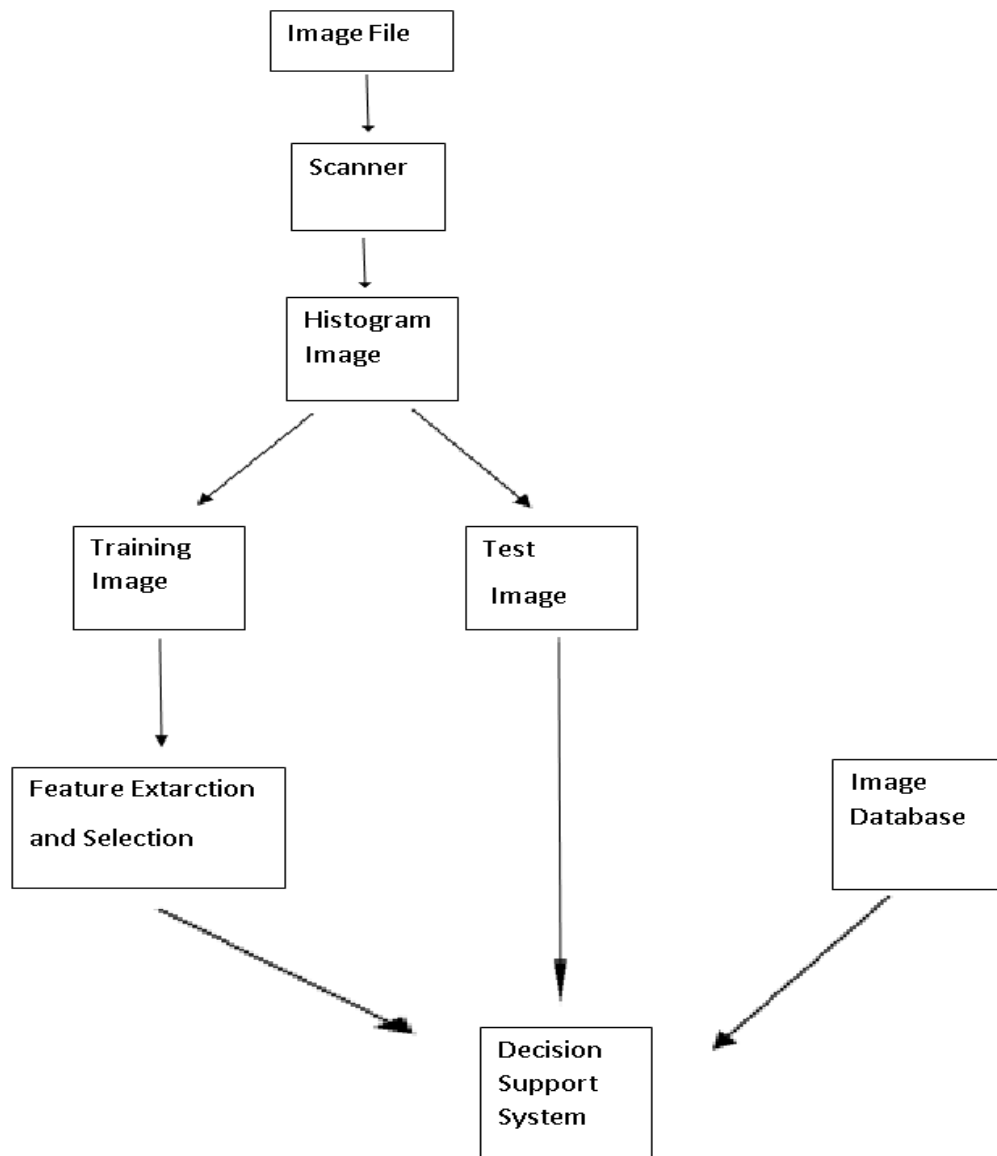 Image File
Scanner
Histogram
Image
Training
Image
Test
Image
Feature Extarction
and Selection
Image
Database
Decision
Support
System